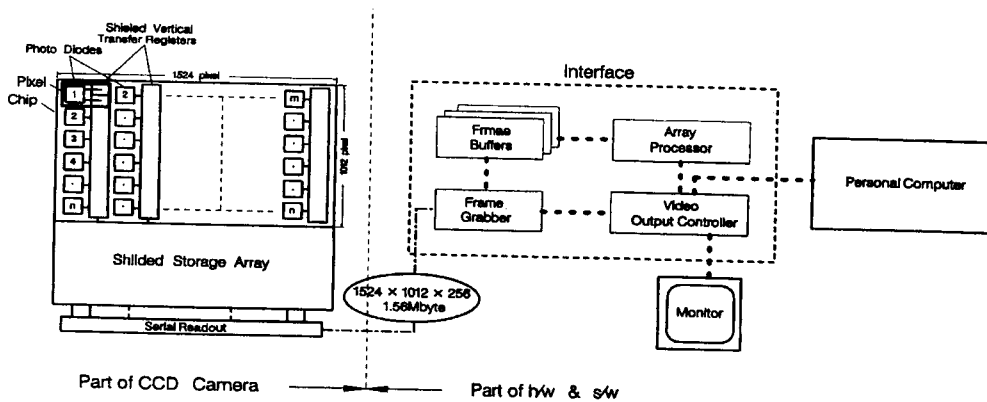 Shieled Vertical
Transfer Registers
Photo Diodes
1524 pixel
Pixel
Chip
1
2
m
2
3
4
n
n
1012 pixel
Shilded Storage Array
Serial Readout
1524 × 1012 × 256
1.56Mbyte
Interface
Frmae
Buffers
Array
Processor
Frame
Grabber
Video
Output Controller
Personal Computer
Monitor
Part of CCD Camera
Part of h/w & s/w